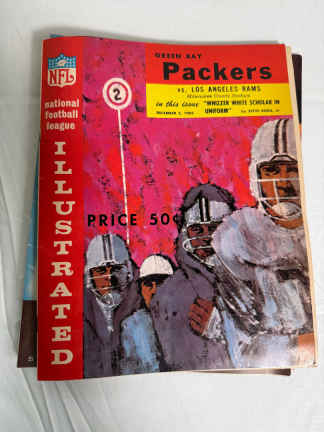 NFL
national
football
league
ILLUSTRATED
GREEN BAY
Packers
vs. LOS ANGELES RAMS
Milwaukee County Stadium
in this issue "WHIZZER WHITE SCHOLAR IN
UNIFORM"
2
PRICE 50¢